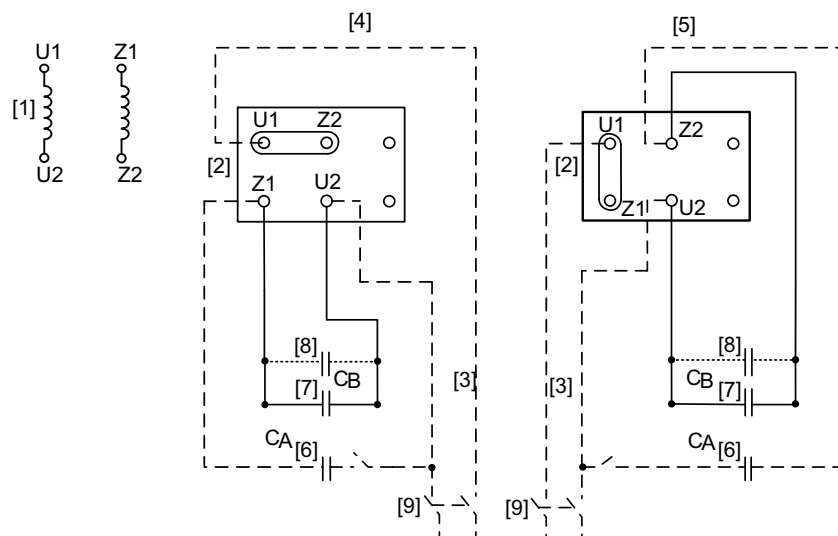 [4]
[5]
U1
Z1
[1]
U2
Z2
U1
Z2
[2]
Z1
U2
U1
Z2
[2]
Z1
U2
[8]
CB
[7]
[3]
CA
[6]
[9]
[8]
CB
[7]
[3]
CA
[6]
[9]